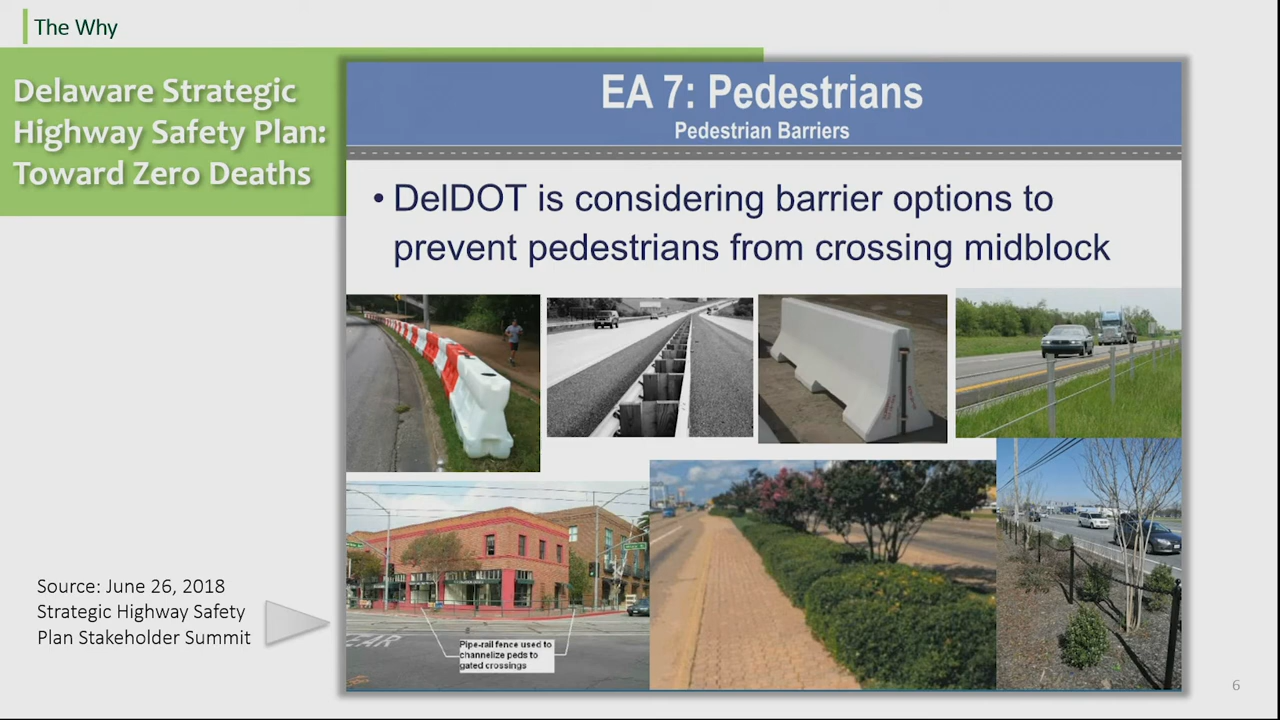 The Why
Delaware Strategic
Highway Safety Plan:
Toward Zero Deaths
EA 7: Pedestrians
Pedestrian Barriers
• DelDOT is considering barrier options to
prevent pedestrians from crossing midblock
Pipe-rail fence used to
channelize peds to
gated crossings
Source: June 26, 2018
Strategic Highway Safety
Plan Stakeholder Summit
6